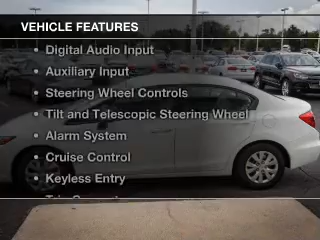 VEHICLE FEATURES
• Digital Audio Input
• Auxiliary Input
• Steering Wheel Controls
• Tilt and Telescopic Steering Wheel
• Alarm System
• Cruise Control
• Keyless Entry